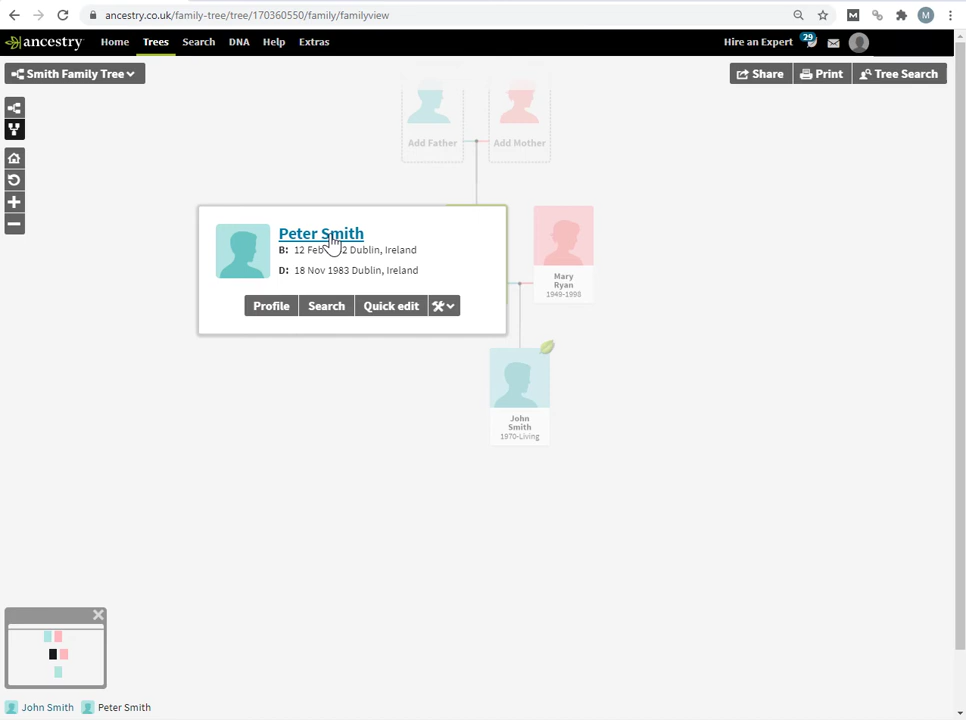 ancestry.co.uk/family-tree/tree/170360550/family/familyview
M
M
ancestry
Home
Trees
Search
DNA
Help
Extras
Hire an Expert
29
Smith Family Tree
Share
Print
Tree Search
Add Father
Add Mother
Peter Smith
B: 12 Feb 2 Dublin, Ireland
D: 18 Nov 1983 Dublin, Ireland
Profile
Search
Quick edit
Mary
Ryan
1949-1998
John
Smith
1970-Living
John Smith
Peter Smith